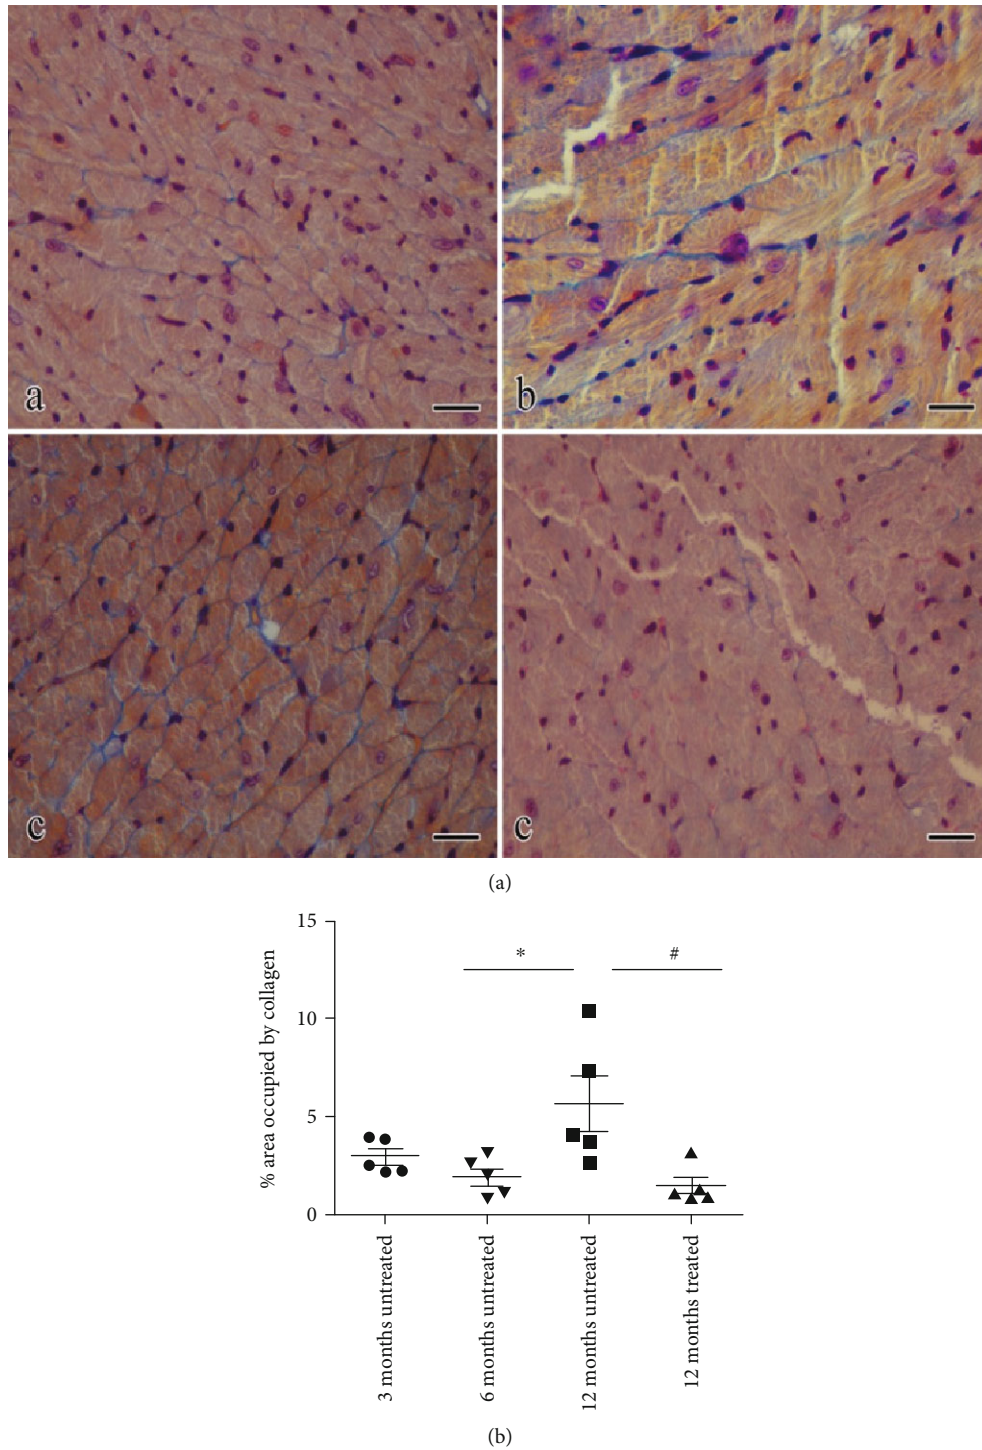 a
b
c
c
(a)
15
10
5
0
% area occupied by collagen
*
#
3 months untreated
6 months untreated
12 months untreated
12 months treated
(b)